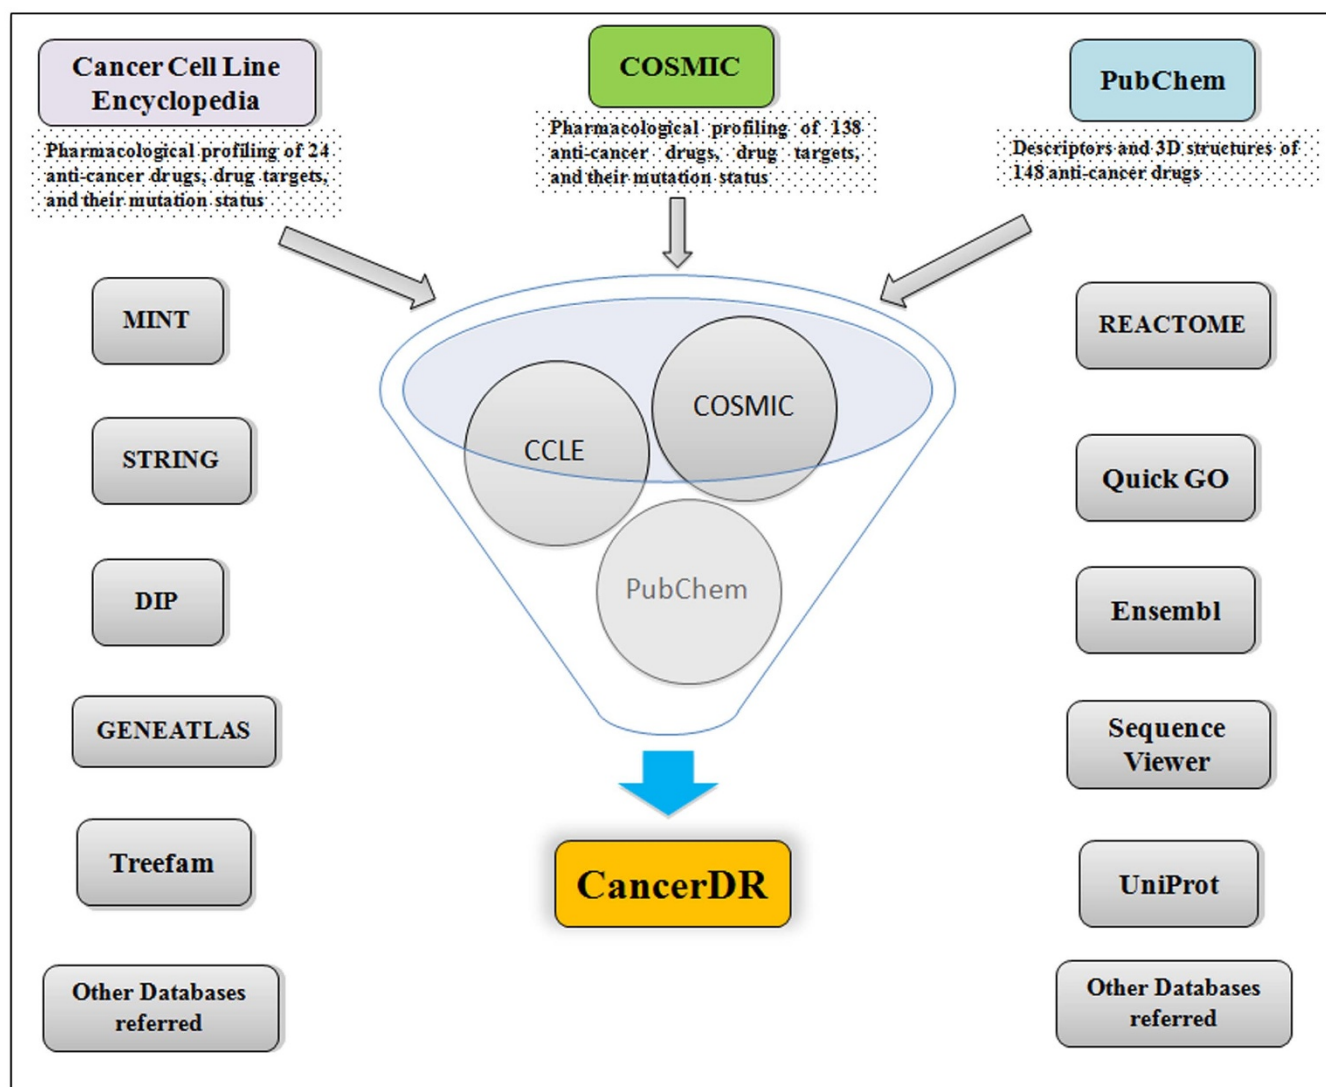 Cancer Cell Line
Encyclopedia
Pharmacological profiling of 24
anti-cancer drugs, drug targets,
and their mutation status
COSMIC
Pharmacological profiling of 138
anti-cancer drugs, drug targets,
and their mutation status
PubChem
Descriptors and 3D structures of
148 anti-cancer drugs
MINT
STRING
DIP
GENEATLAS
Treefam
Other Databases
referred
CCLE
COSMIC
PubChem
CancerDR
REACTOME
Quick GO
Ensembl
Sequence
Viewer
UniProt
Other Databases
referred